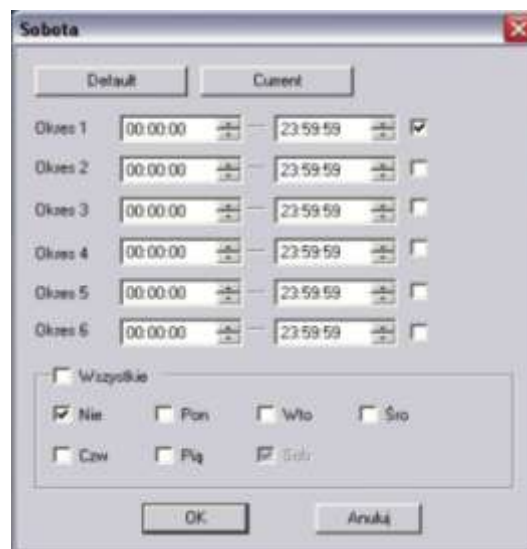 Sobota
Default Current
Okres 1 00:00:00 — 23:59:59
Okres 2 00:00:00 — 23:59:59
Okres 3 00:00:00 — 23:59:59
Okres 4 00:00:00 — 23:59:59
Okres 5 00:00:00 — 23:59:59
Okres 6 00:00:00 — 23:59:59
Wszystkie
Nie Pon Wto Śro
Czw Pią Sob
OK Anuluj